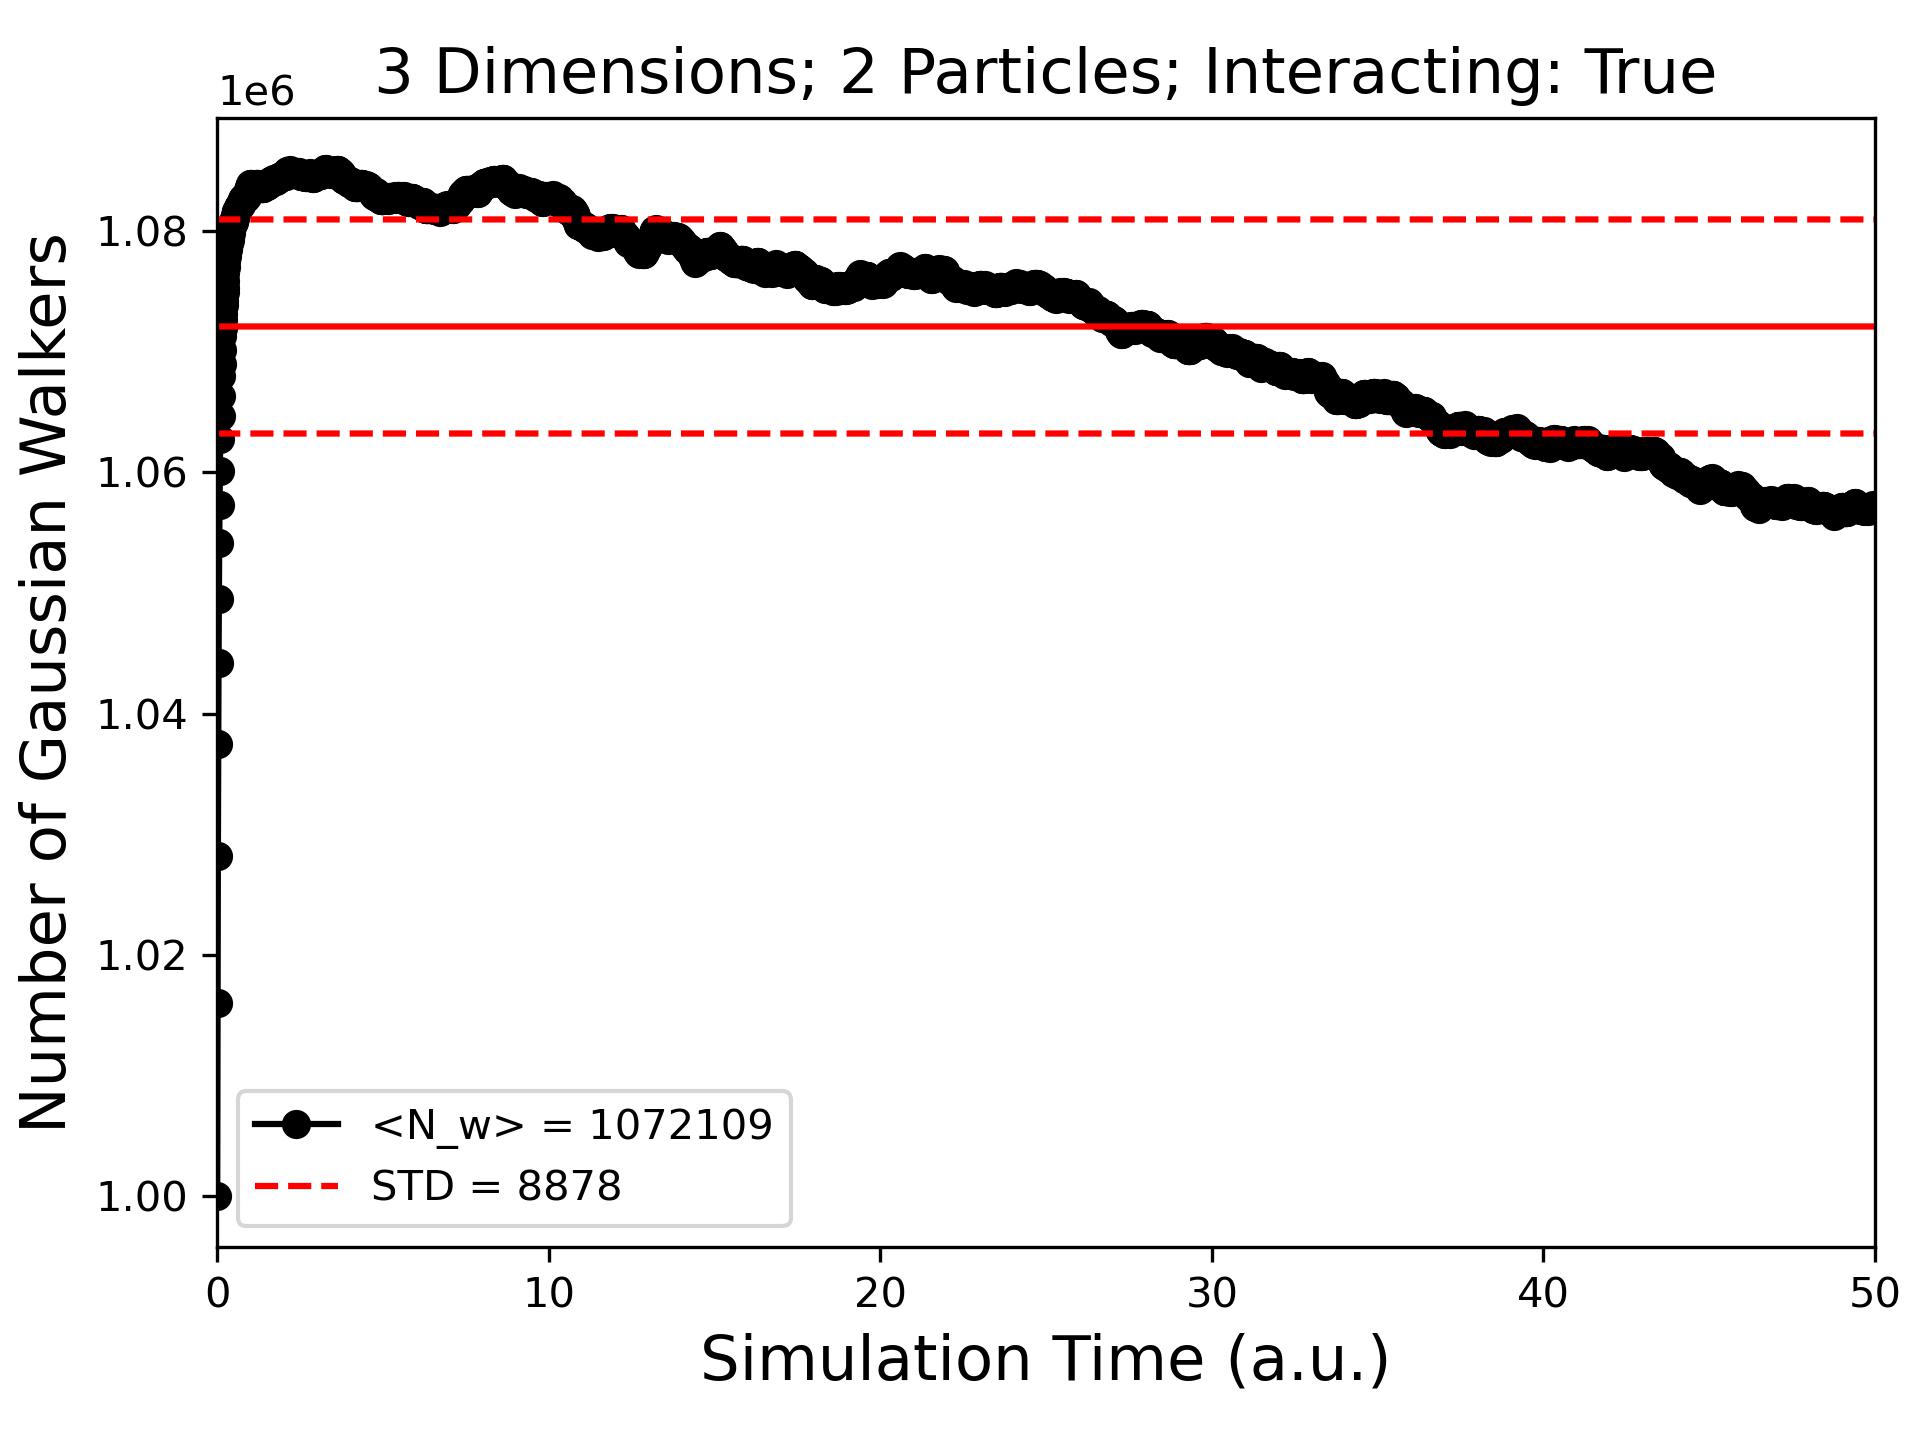 3 Dimensions; 2 Particles; Interacting: True
1e6
Number of Gaussian Walkers
1.08
1.06
1.04
1.02
1.00
<N_w> = 1072109
STD = 8878
0 10 20 30 40 50
Simulation Time (a.u.)